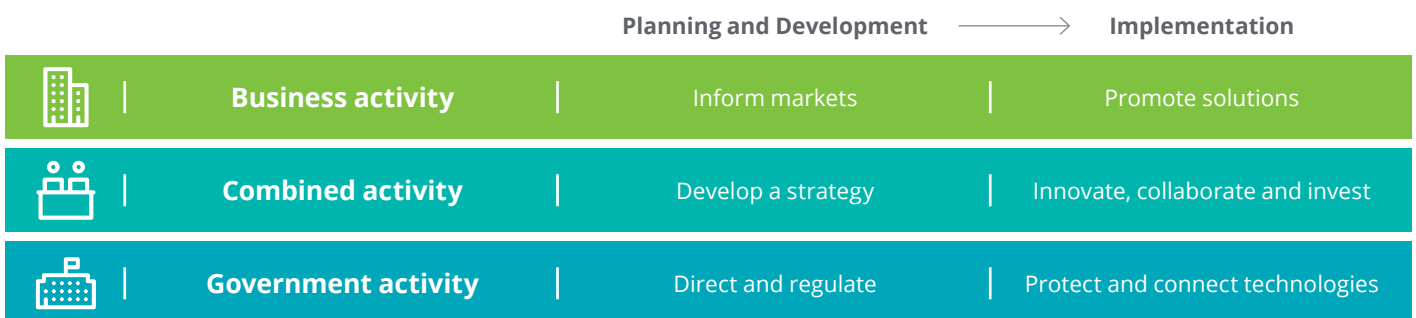 Planning and Development Implementation
Business activity Inform markets Promote solutions
Combined activity Develop a strategy Innovate, collaborate and invest
Government activity Direct and regulate Protect and connect technologies